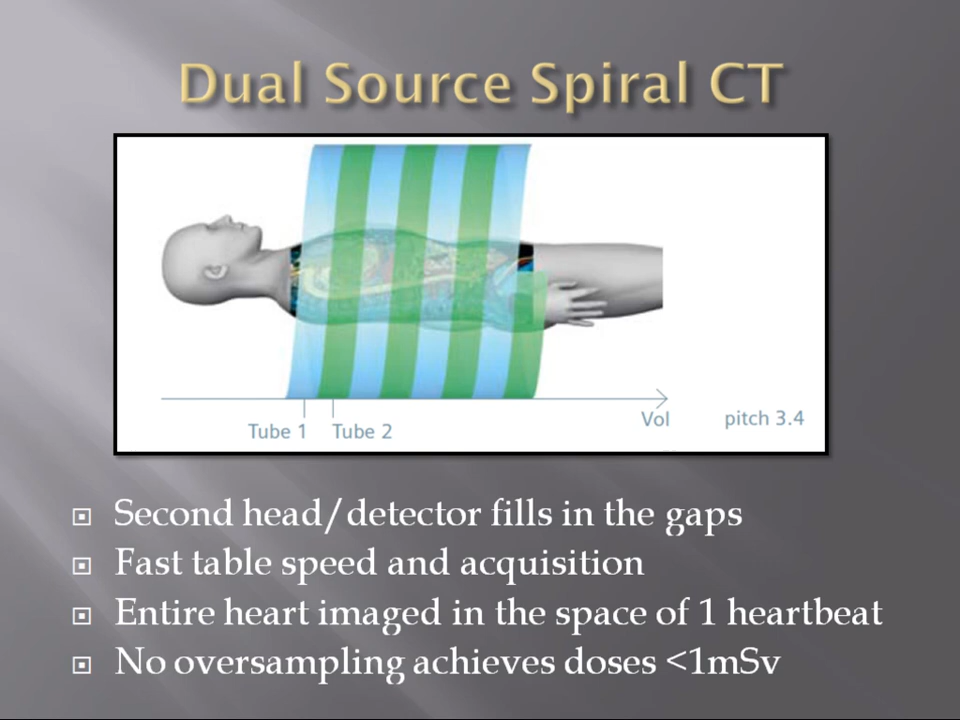 Dual Source Spiral CT
Tube 1 Tube 2 Vol pitch 3.4
Second head/detector fills in the gaps
Fast table speed and acquisition
Entire heart imaged in the space of 1 heartbeat
No oversampling achieves doses <1mSv